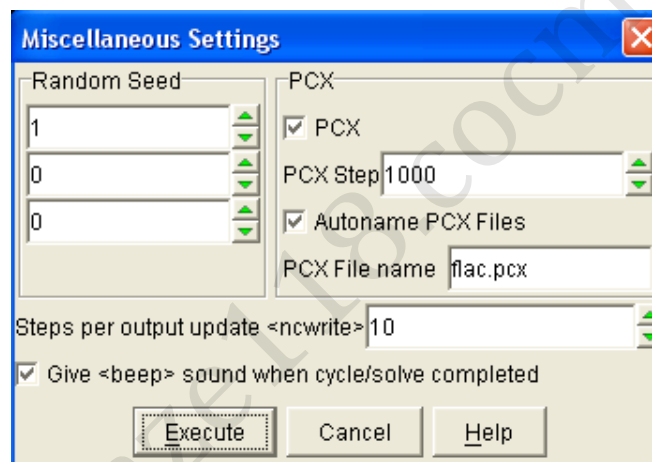 Miscellaneous Settings
Random Seed
1
0
0
PCX
PCX
PCX Step 1000
Autoname PCX Files
PCX File name flac.pcx
Steps per output update <ncwrite> 10
Give <beep> sound when cycle/solve completed
Execute Cancel Help